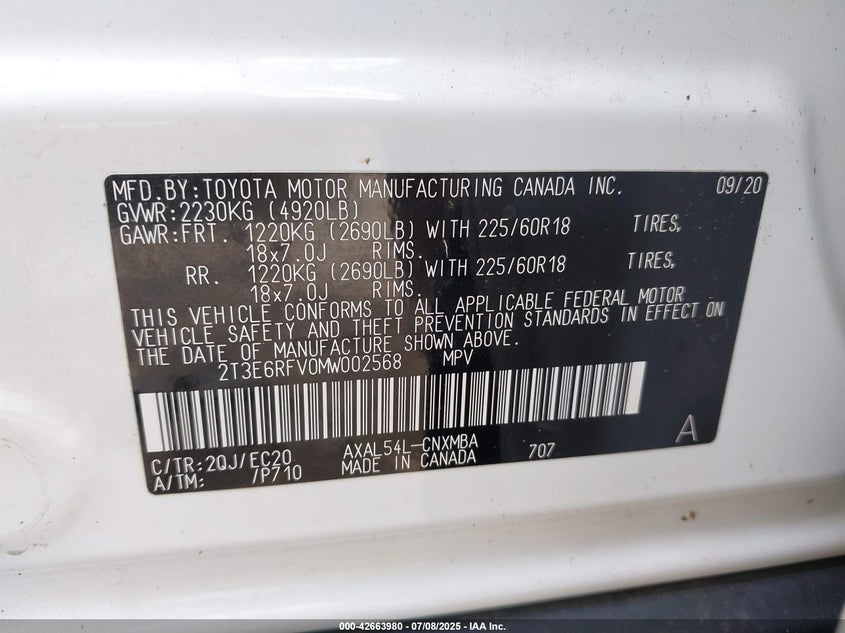 MFD.BY:TOYOTA MOTOR MANUFACTURING CANADA INC. 09/20
GVWR:2230KG (4920LB)
GAWR:FRT. 1220KG (2690LB) WITH 225/60R18 TIRES,
18x7.0J RIMS.
RR. 1220KG (2690LB) WITH 225/60R18 TIRES,
18x7.0J RIMS.
THIS VEHICLE CONFORMS TO ALL APPLICABLE FEDERAL MOTOR
VEHICLE SAFETY AND THEFT PREVENTION STANDARDS IN EFFECT ON
THE DATE OF MANUFACTURE SHOWN ABOVE.
2T3E6RFV0MW002568 MPV
A
C/TR:2QJ/EC20 AXAL54L-CNXMBA 707
A/TM: /P710 MADE IN CANADA
000-42663980 - 07/08/2025 - IAA Inc.